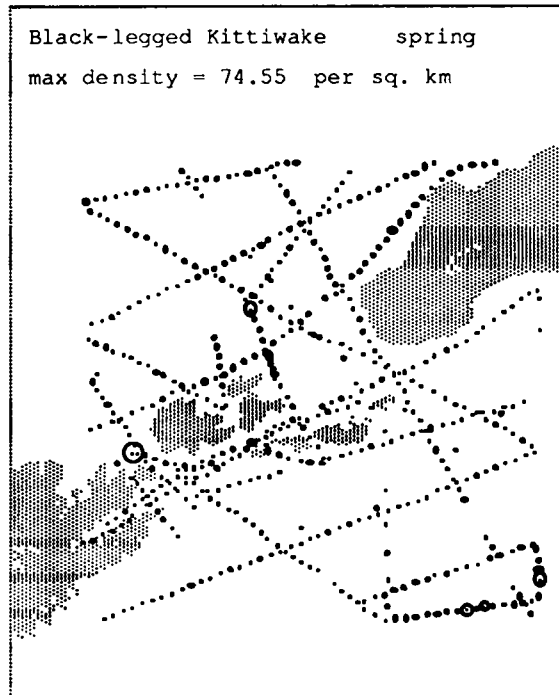 Black-legged Kittiwake spring
max density = 74.55 per sq. km